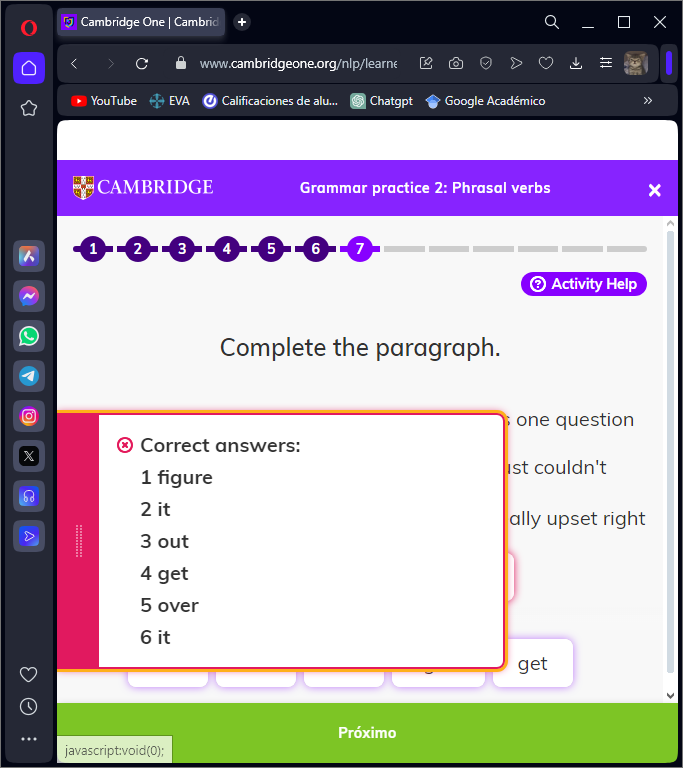 Cambridge One | Cambrid
www.cambridgeone.org/nlp/learne
YouTube EVA Calificaciones de alu... Chatgpt Google Académico
CAMBRIDGE Grammar practice 2: Phrasal verbs
1 2 3 4 5 6 7
Activity Help
Complete the paragraph.
s one question
ust couldn't
ally upset right
Correct answers:
1 figure
2 it
3 out
4 get
5 over
6 it
get
Próximo
javascript:void(0);